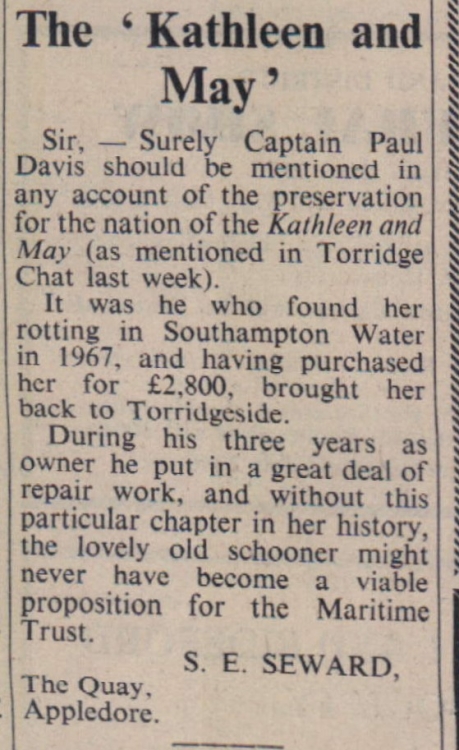 The ‘ Kathleen and
May ’
Sir, — Surely Captain Paul
Davis should be mentioned in
any account of the preservation
for the nation of the Kathleen and
May (as mentioned in Torridge
Chat last week).
It was he who found her
rotting in Southampton Water
in 1967, and having purchased
her for £2,800, brought her
back to Torridgeside.
During his three years as
owner he put in a great deal of
repair work, and without this
particular chapter in her history,
the lovely old schooner might
never have become a viable
proposition for the Maritime
Trust.
S. E. SEWARD,
The Quay,
Appledore.